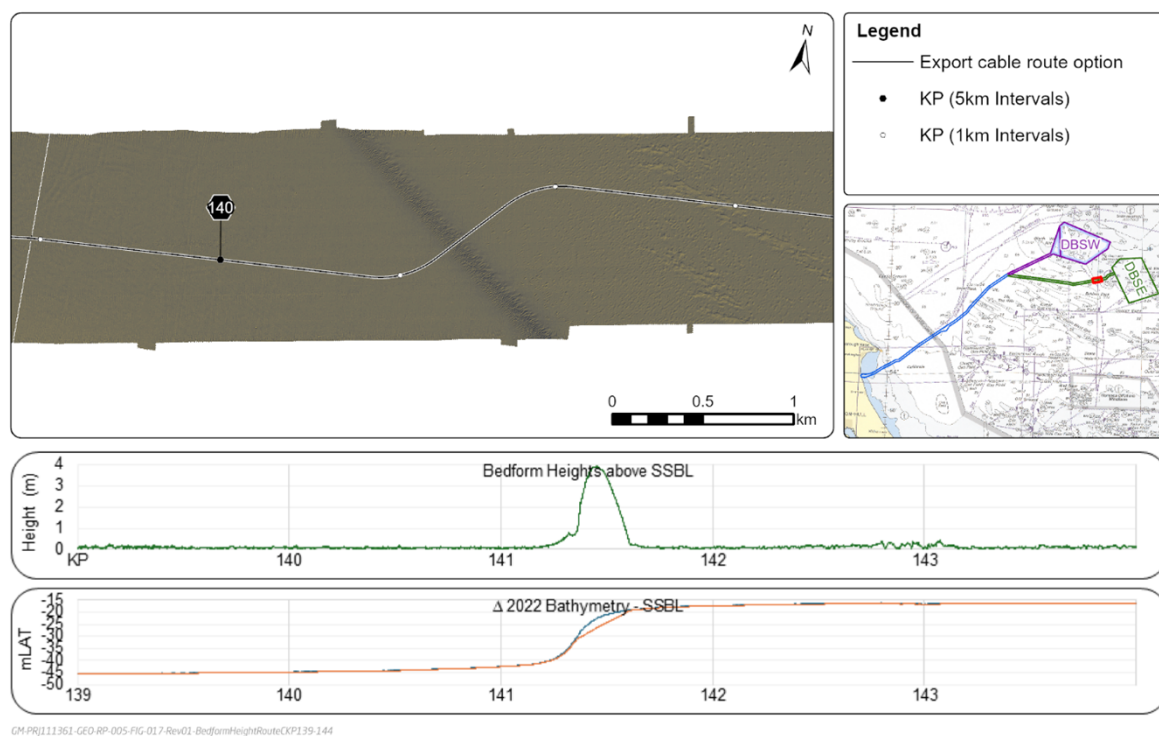 N
140
0 0.5 1
km
Legend
Export cable route option
KP (5km Intervals)
KP (1km Intervals)
DBSW
DBSE
Bedform Heights above SSBL
Height (m)
4
3
2
1
0
KP 140 141 142 143
Δ 2022 Bathymetry - SSBL
mLAT
-15
-20
-25
-30
-35
-40
-45
-50
139 140 141 142 143
GM-PRJ111361-GEO-RP-005-FIG-017-Rev01-BedformHeightRouteCKP139-144